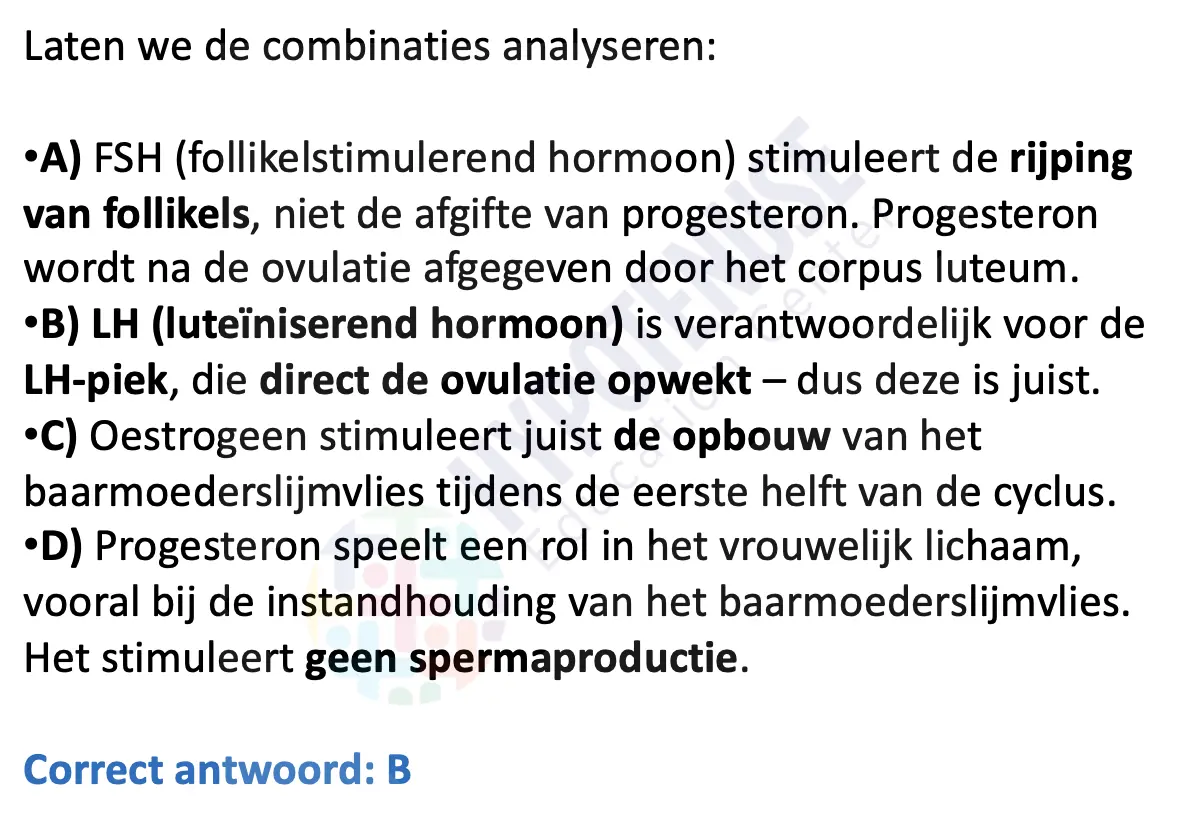 Laten we de combinaties analyseren:
•A) FSH (follikelstimulerend hormoon) stimuleert de rijping
van follikels, niet de afgifte van progesteron. Progesteron
wordt na de ovulatie afgegeven door het corpus luteum.
•B) LH (luteïniserend hormoon) is verantwoordelijk voor de
LH-piek, die direct de ovulatie opwekt – dus deze is juist.
•C) Oestrogeen stimuleert juist de opbouw van het
baarmoederslijmvlies tijdens de eerste helft van de cyclus.
•D) Progesteron speelt een rol in het vrouwelijk lichaam,
vooral bij de instandhouding van het baarmoederslijmvlies.
Het stimuleert geen spermaproductie.
Correct antwoord: B
HYPOTENUSE
Education Center